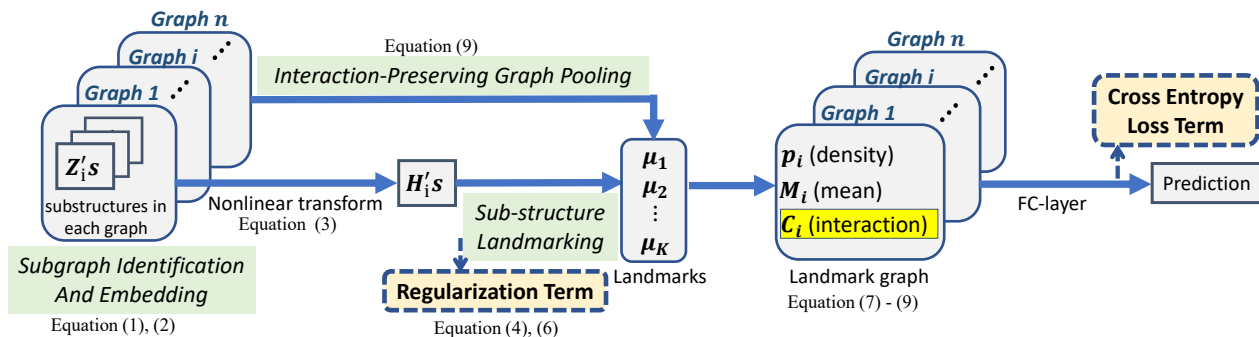 Graph n
Graph i
Graph 1
Z'ᵢs
substructures in
each graph
Subgraph Identification
And Embedding
Equation (1), (2)
Equation (9)
Interaction-Preserving Graph Pooling
Nonlinear transform
Equation (3)
H'ᵢs
Sub-structure
Landmarking
Regularization Term
Equation (4), (6)
μ₁
μ₂
⋮
μ_K
Landmarks
Graph n
Graph i
Graph 1
pᵢ (density)
Mᵢ (mean)
Cᵢ (interaction)
Landmark graph
Equation (7) - (9)
Cross Entropy
Loss Term
FC-layer
Prediction